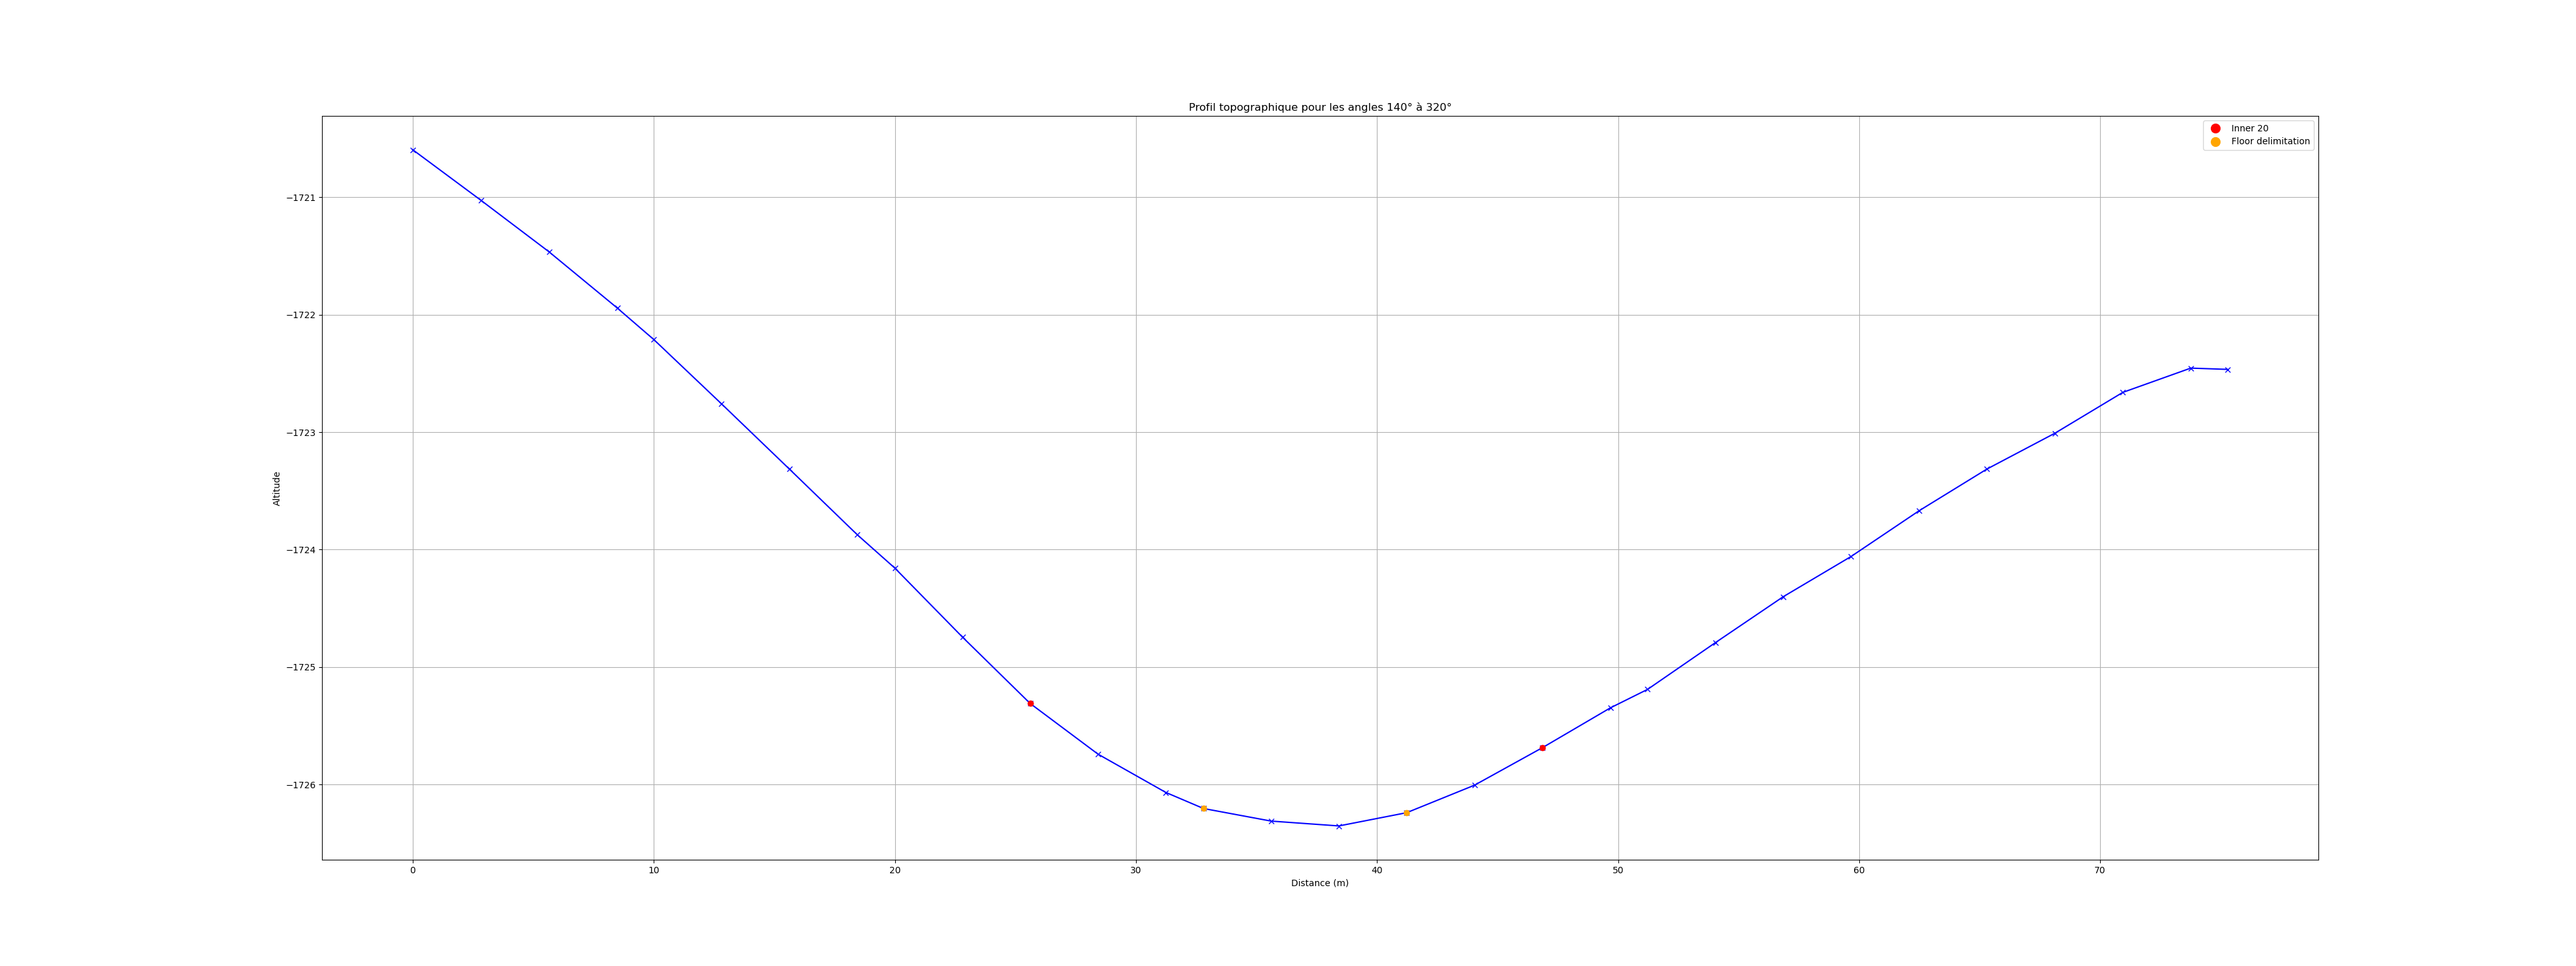 Profil topographique pour les angles 140° à 320°
Inner 20
Floor delimitation
−1721
−1722
−1723
−1724
−1725
−1726
Altitude
0 10 20 30 40 50 60 70
Distance (m)